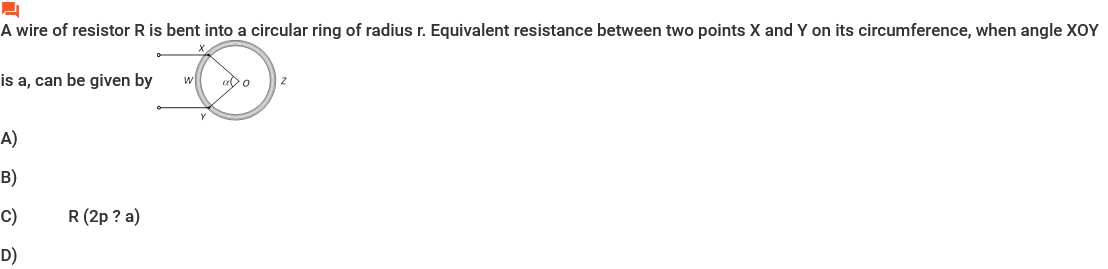 A wire of resistor R is bent into a circular ring of radius r. Equivalent resistance between two points X and Y on its circumference, when angle XOY
is a, can be given by
X
W
α
O
Z
Y
A)
B)
C) R (2p ? a)
D)